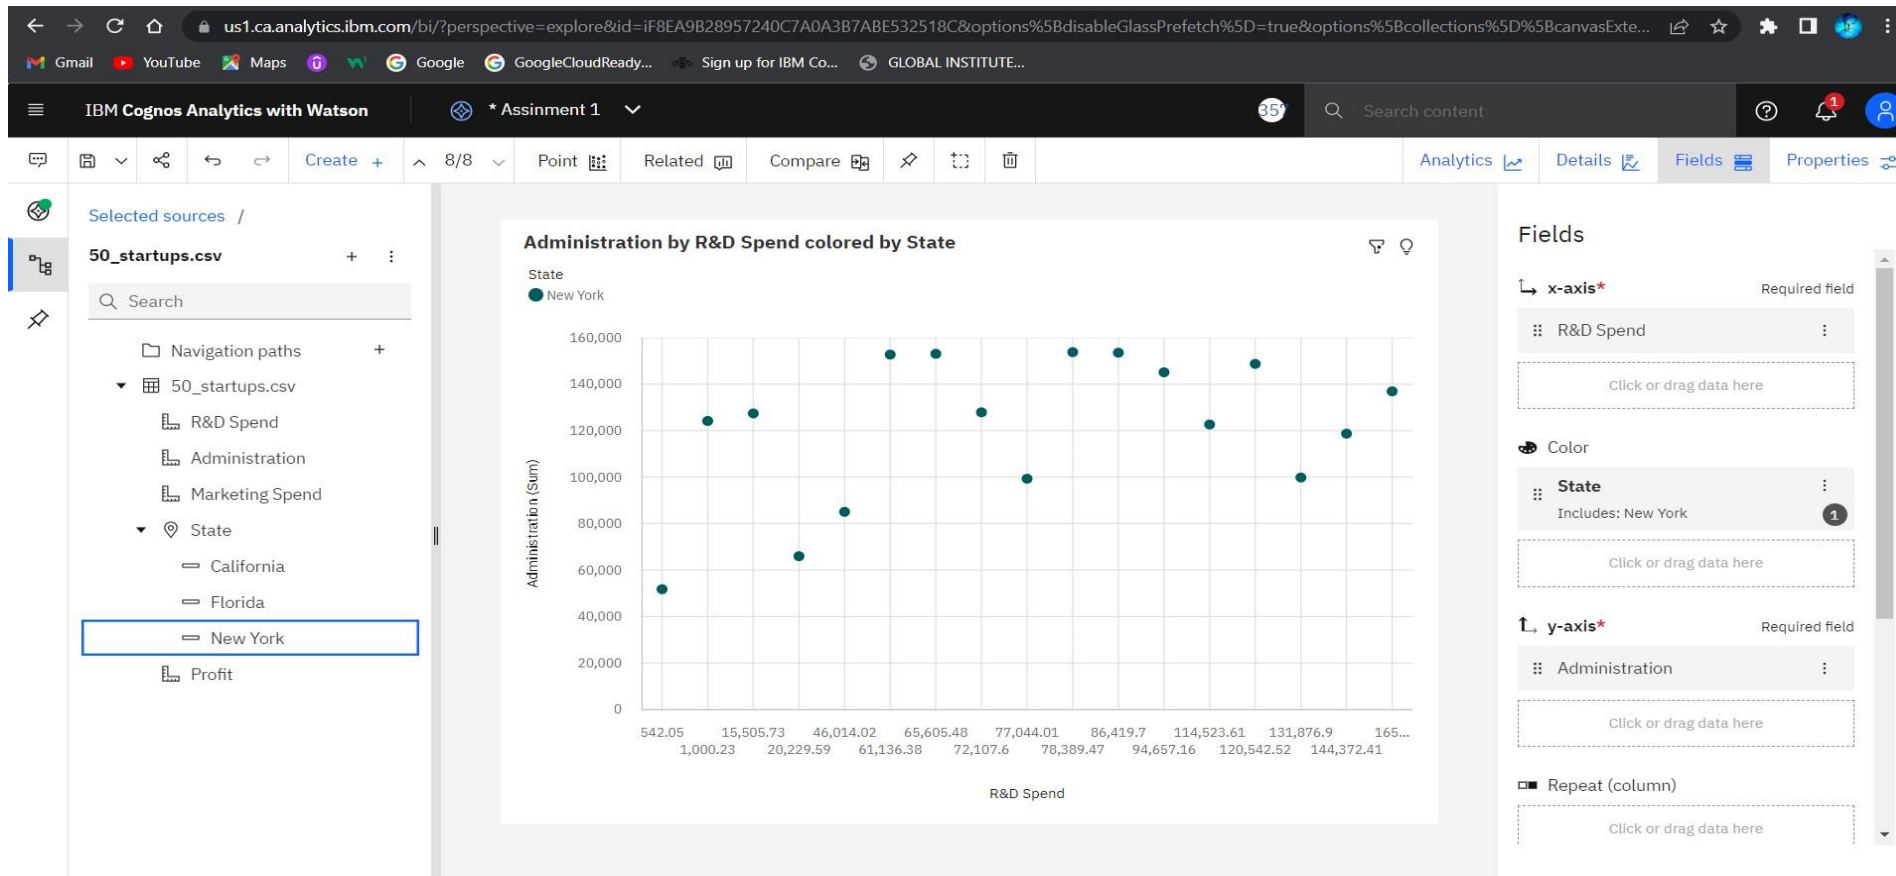 us1.ca.analytics.ibm.com/bi/?perspective=explore&id=iF8EA9B28957240C7A0A3B7ABE532518C&options%5BdisableGlassPrefetch%5D=true&options%5Bcollections%5D%5BcanvasExte...
Gmail YouTube Maps Google GoogleCloudReady... Sign up for IBM Co... GLOBAL INSTITUTE...
IBM Cognos Analytics with Watson * Assinment 1 357 Search content 1
Create + 8/8 Point Related Compare Analytics Details Fields Properties
Selected sources /
50_startups.csv
Search
Navigation paths
50_startups.csv
R&D Spend
Administration
Marketing Spend
State
California
Florida
New York
Profit
Administration by R&D Spend colored by State
State
New York
160,000
140,000
120,000
100,000
80,000
60,000
40,000
20,000
0
Administration (Sum)
542.05 15,505.73 46,014.02 65,605.48 77,044.01 86,419.7 114,523.61 131,876.9 165...
1,000.23 20,229.59 61,136.38 72,107.6 78,389.47 94,657.16 120,542.52 144,372.41
R&D Spend
Fields
x-axis* Required field
R&D Spend
Click or drag data here
Color
State
Includes: New York 1
Click or drag data here
y-axis* Required field
Administration
Click or drag data here
Repeat (column)
Click or drag data here